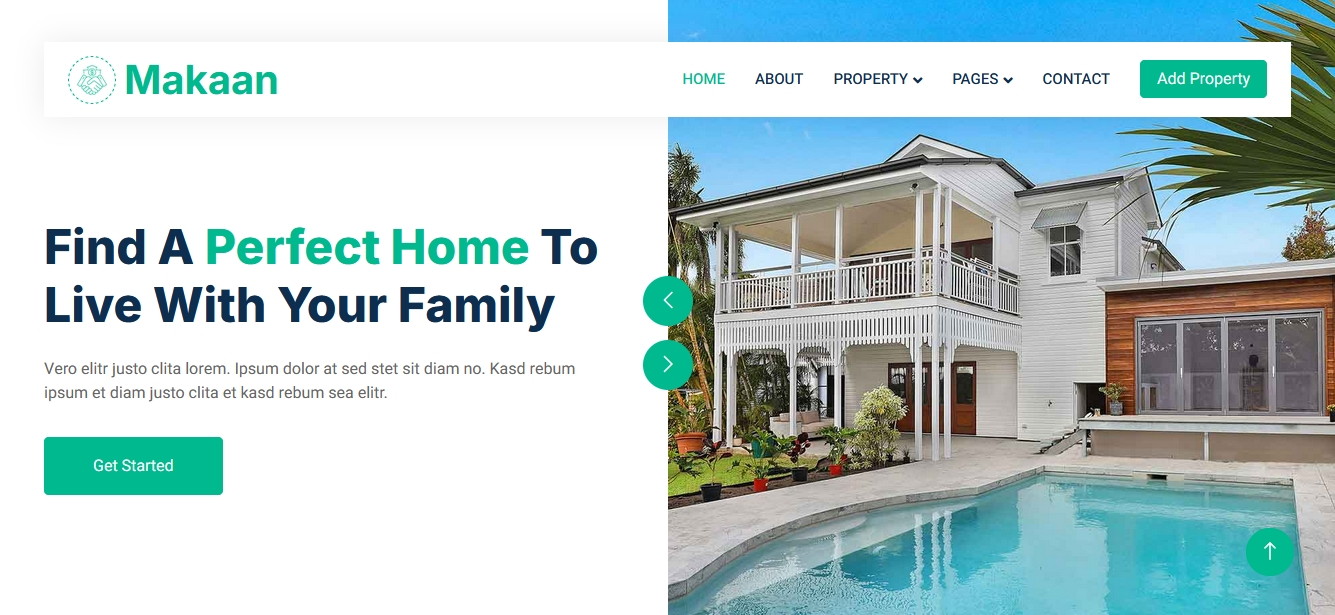 Makaan
HOME ABOUT PROPERTY PAGES CONTACT Add Property
Find A Perfect Home To
Live With Your Family
Vero elitr justo clita lorem. Ipsum dolor at sed stet sit diam no. Kasd rebum
ipsum et diam justo clita et kasd rebum sea elitr.
Get Started